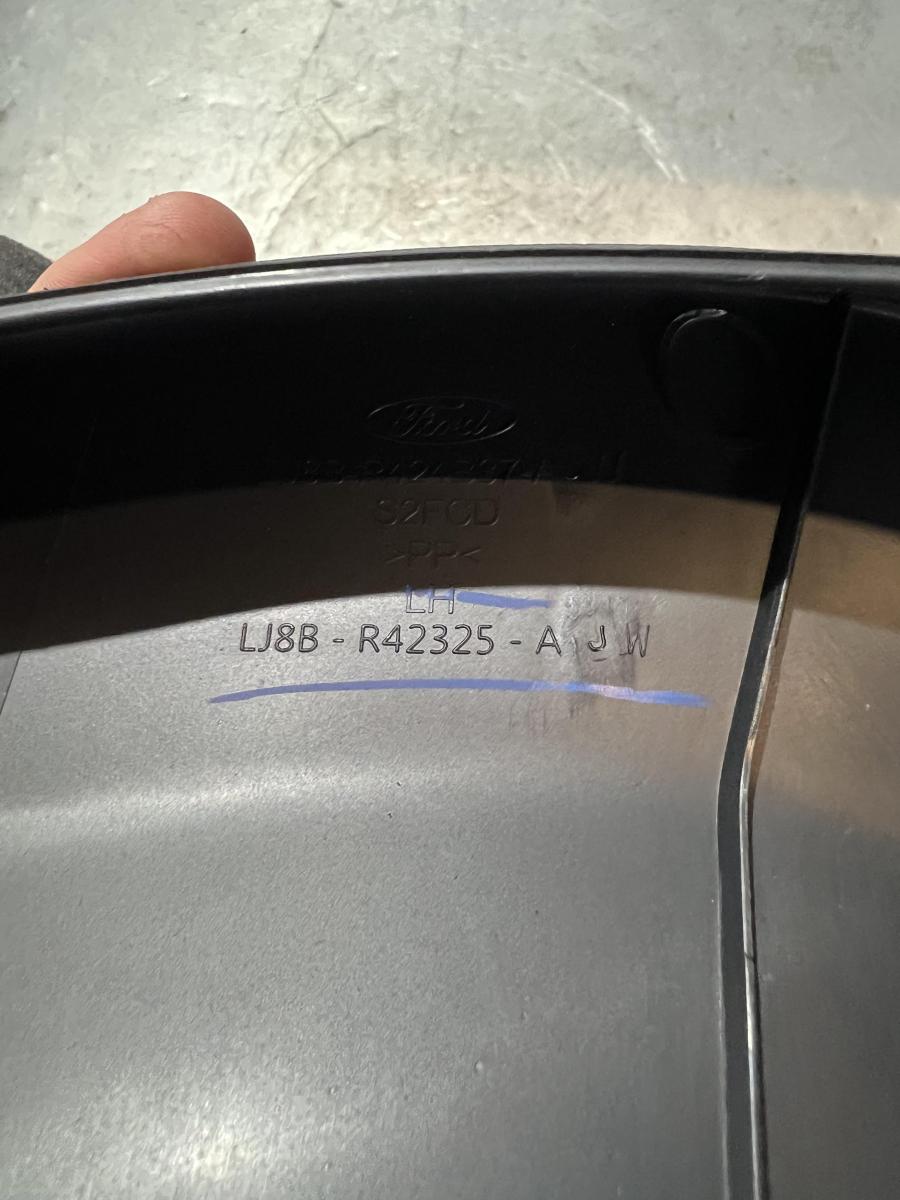 Ford
S2FCD
>PP<
LH
LJ8B - R42325 - A J W